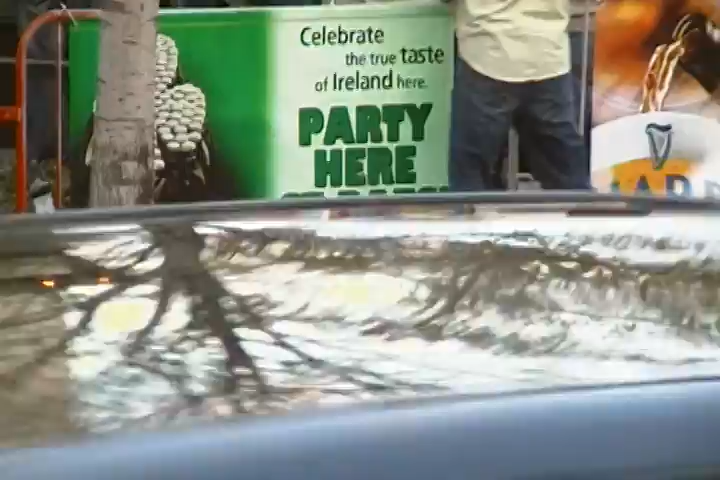 Celebrate
the true taste
of Ireland here.
PARTY
HERE